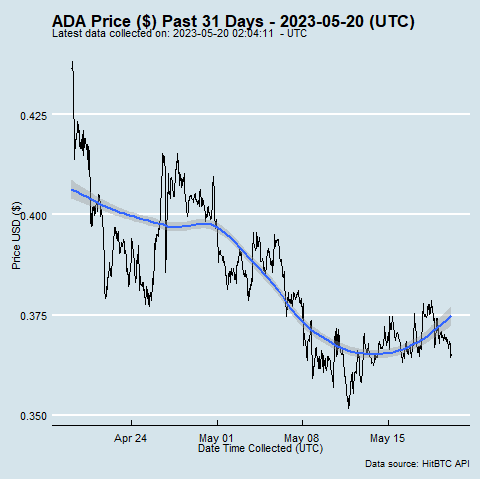 ADA Price ($) Past 31 Days - 2023-05-20 (UTC)
Latest data collected on: 2023-05-20 02:04:11 - UTC
0.425
0.400
0.375
0.350
Price USD ($)
Apr 24
May 01
May 08
May 15
Date Time Collected (UTC)
Data source: HitBTC API